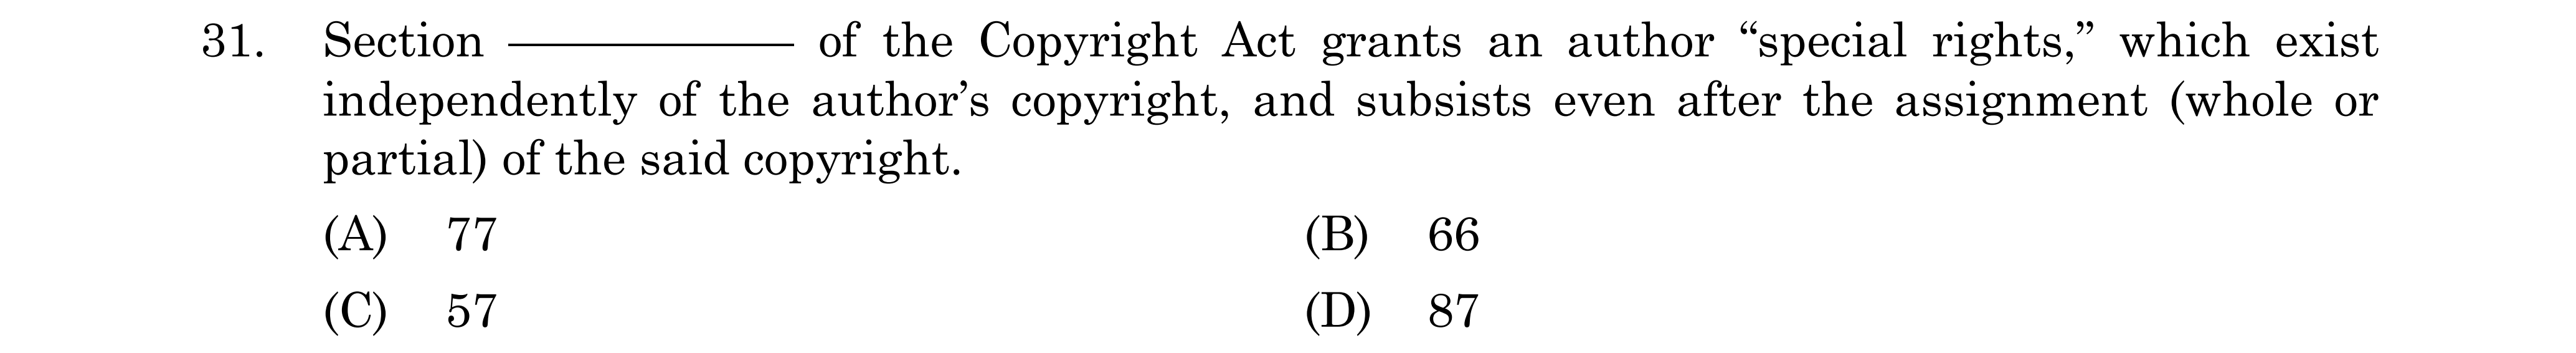 31. Section ———————— of the Copyright Act grants an author “special rights,” which exist
independently of the author’s copyright, and subsists even after the assignment (whole or
partial) of the said copyright.
(A) 77 (B) 66
(C) 57 (D) 87